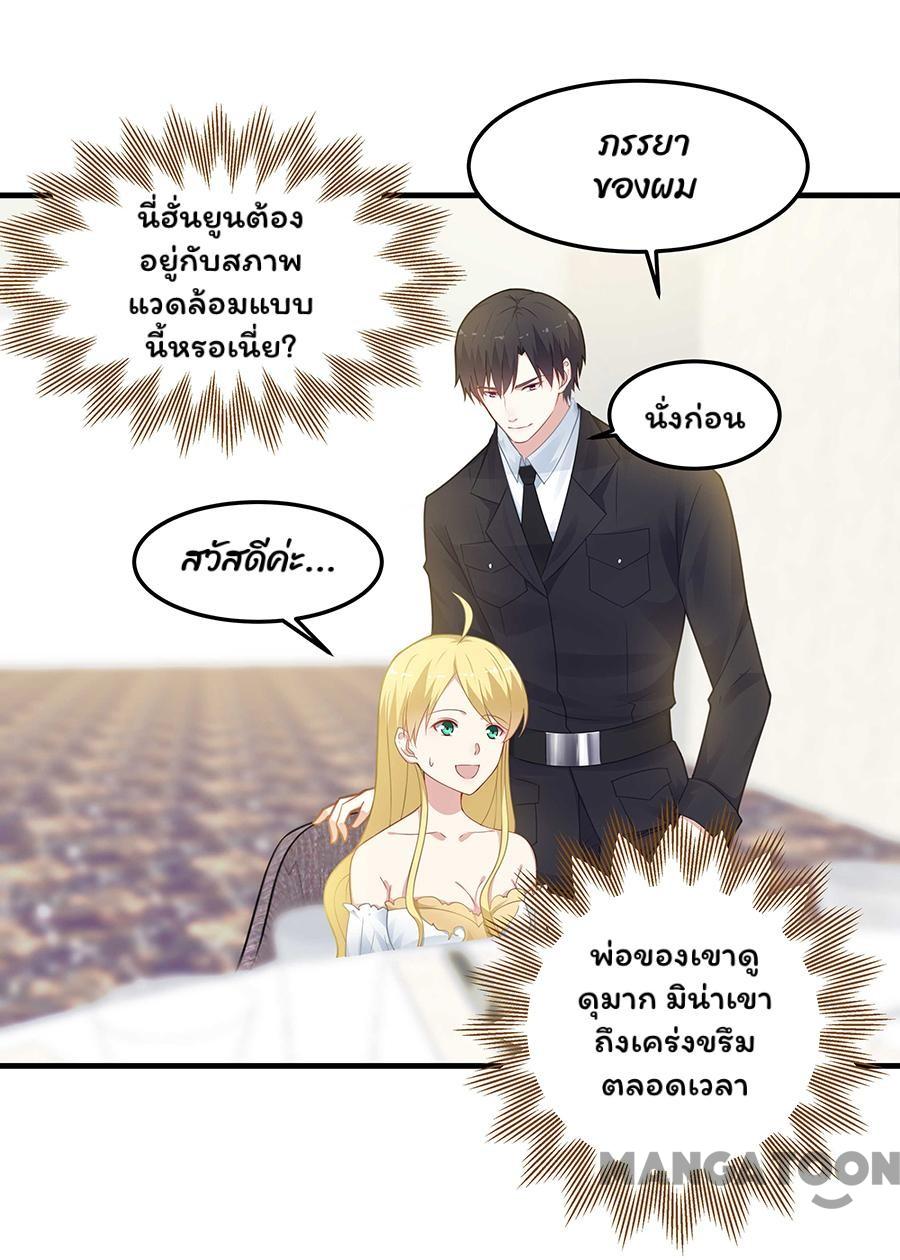 ภรรยา
ของผม
นี่ฮั่นยูนต้อง
อยู่กับสภาพ
แวดล้อมแบบ
นี้หรอเนี่ย?
นั่งก่อน
สวัสดีค่ะ...
พ่อของเขาดู
ดุมาก มิน่าเขา
ถึงเคร่งขรึม
ตลอดเวลา
MANGATOON